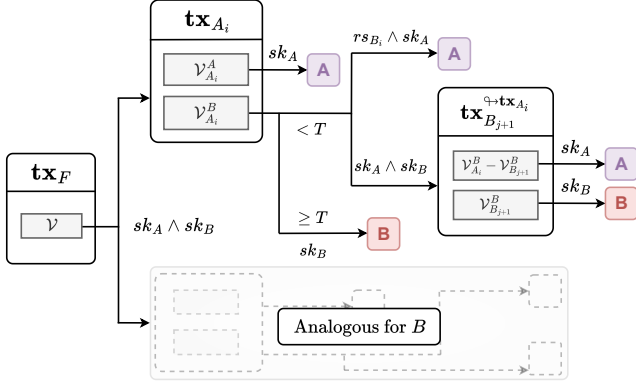 tx_F
𝒱
sk_A ∧ sk_B
tx_{A_i}
𝒱^A_{A_i}
𝒱^B_{A_i}
sk_A
A
< T
≥ T
sk_B
B
rs_{B_i} ∧ sk_A
A
sk_A ∧ sk_B
tx^{↬tx_{A_i}}_{B_{j+1}}
𝒱^B_{A_i} − 𝒱^B_{B_{j+1}}
𝒱^B_{B_{j+1}}
sk_A
A
sk_B
B
Analogous for B